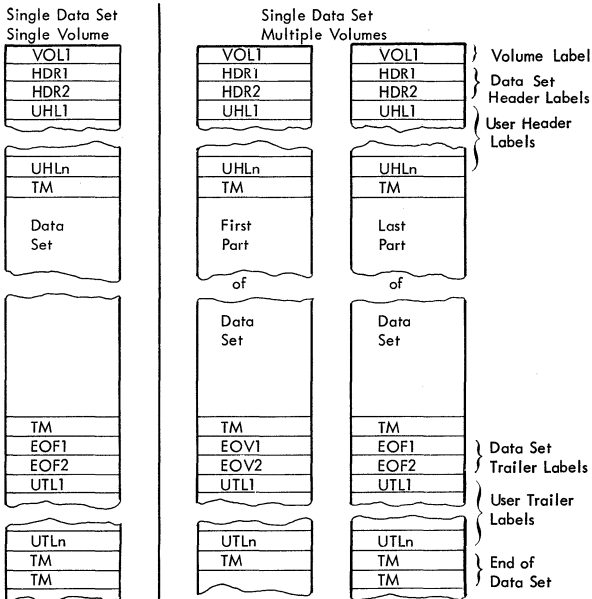 Single Data Set
Single Volume
VOL1
HDR1
HDR2
UHL1
UHLn
TM
Data
Set
TM
EOF1
EOF2
UTL1
UTLn
TM
TM
Single Data Set
Multiple Volumes
VOL1
HDR1
HDR2
UHL1
UHLn
TM
First
Part
of
Data
Set
TM
EOV1
EOV2
UTL1
UTLn
TM
VOL1
HDR1
HDR2
UHL1
UHLn
TM
Last
Part
of
Data
Set
TM
EOF1
EOF2
UTL1
UTLn
TM
TM
Volume Label
Data Set
Header Labels
User Header
Labels
Data Set
Trailer Labels
User Trailer
Labels
End of
Data Set